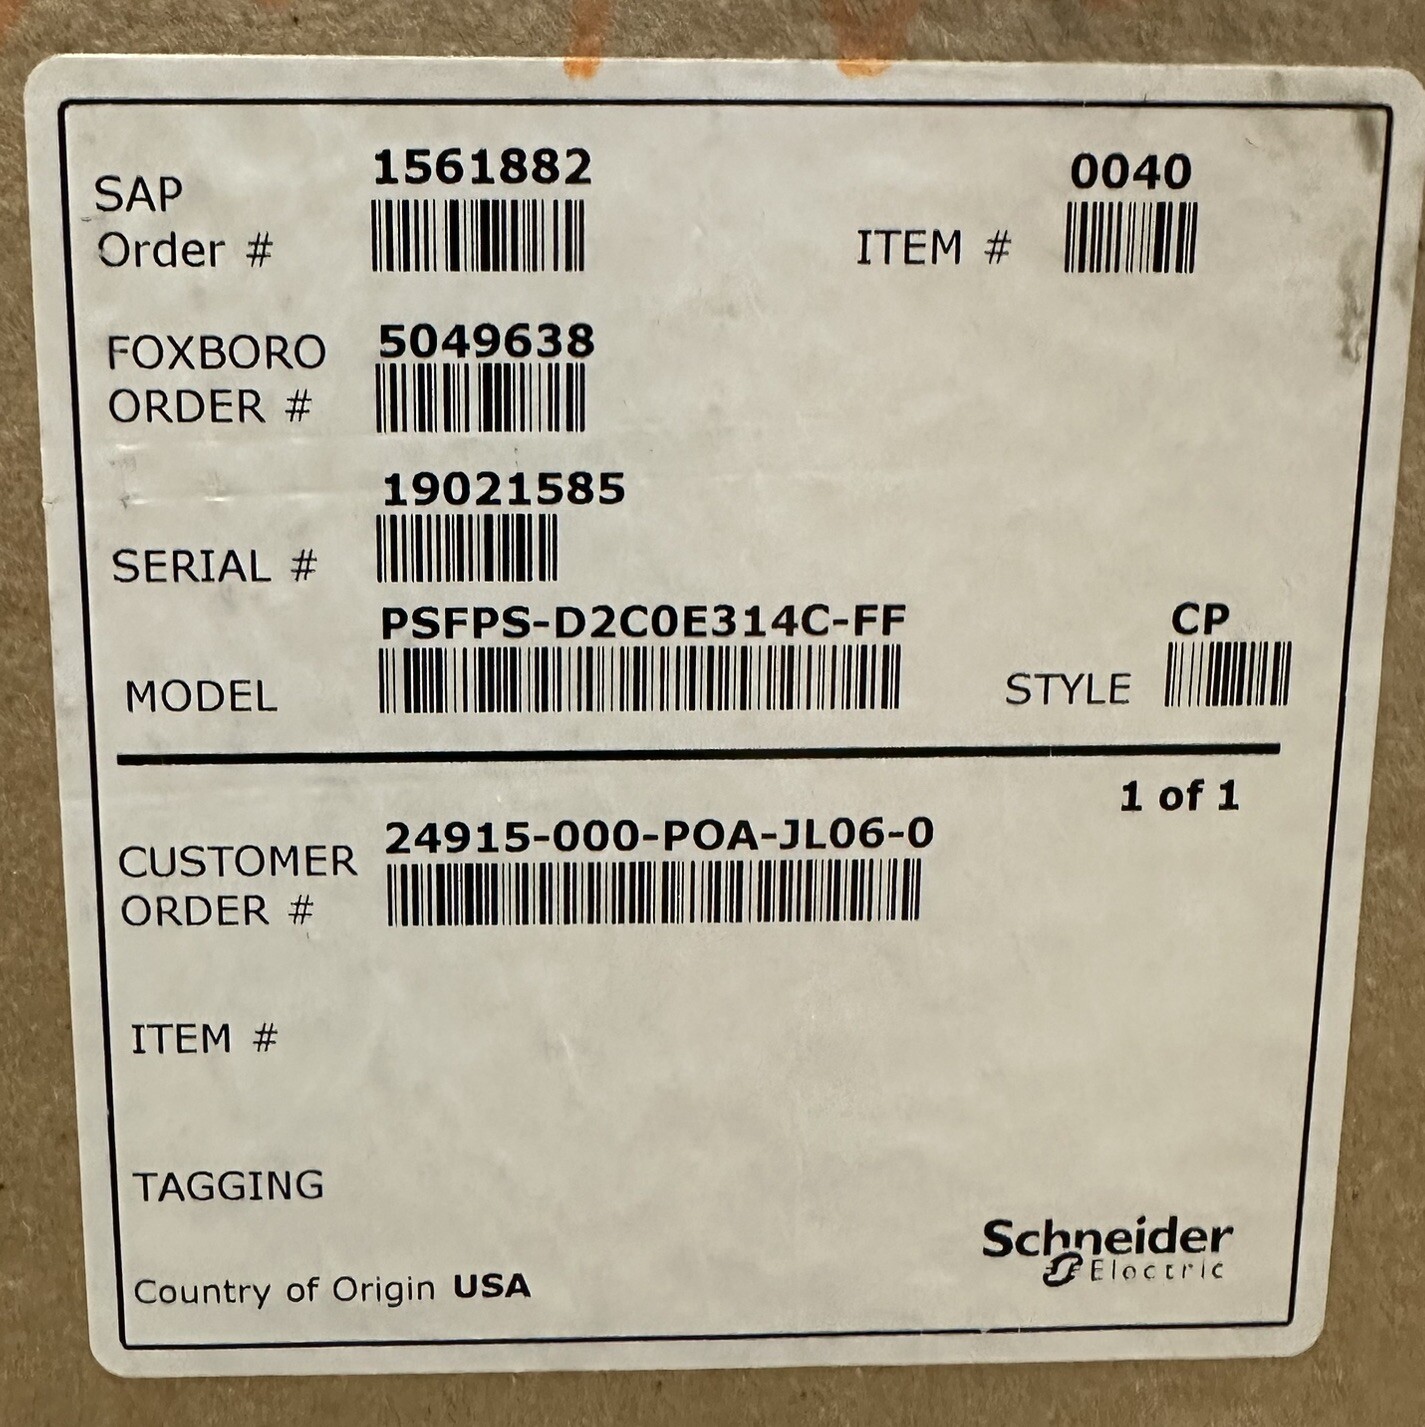 SAP
Order # 1561882 ITEM # 0040
FOXBORO
ORDER # 5049638
SERIAL # 19021585
MODEL PSFPS-D2C0E314C-FF STYLE CP
1 of 1
CUSTOMER
ORDER # 24915-000-POA-JL06-0
ITEM #
TAGGING
Schneider
Electric
Country of Origin USA